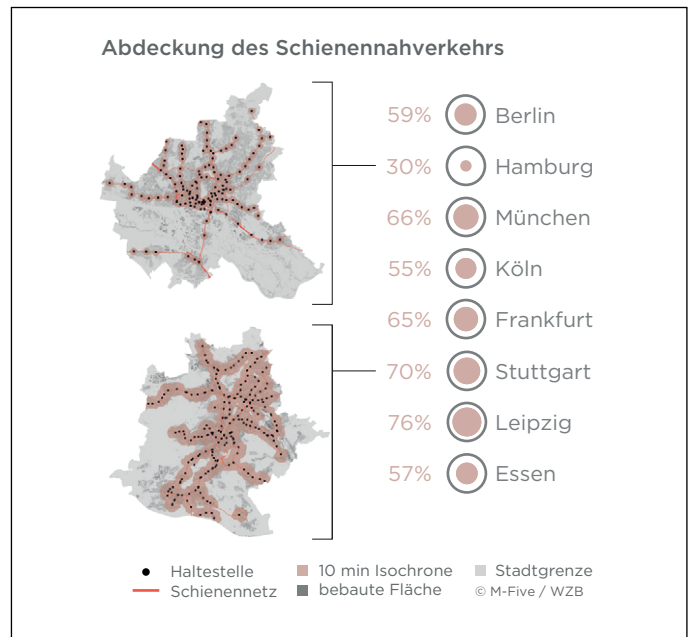 Abdeckung des Schienennahverkehrs
59% Berlin
30% Hamburg
66% München
55% Köln
65% Frankfurt
70% Stuttgart
76% Leipzig
57% Essen
Haltestelle 10 min Isochrone Stadtgrenze
Schienennetz bebaute Fläche © M-Five / WZB